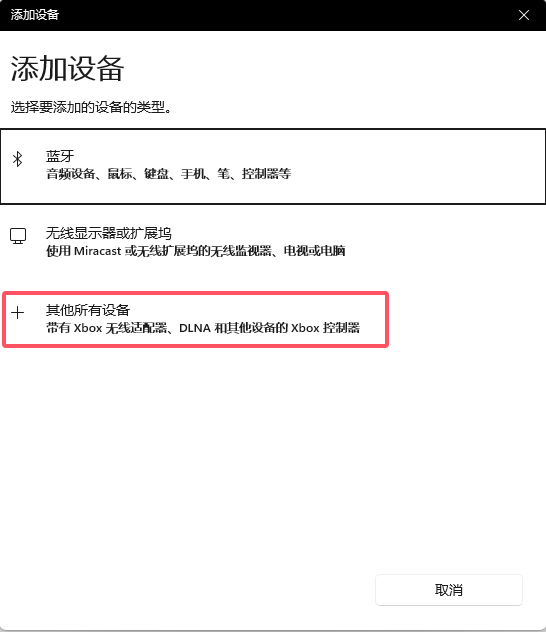 添加设备
添加设备
选择要添加的设备的类型。
蓝牙
音频设备、鼠标、键盘、手机、笔、控制器等
无线显示器或扩展坞
使用 Miracast 或无线扩展坞的无线监视器、电视或电脑
其他所有设备
带有 Xbox 无线适配器、DLNA 和其他设备的 Xbox 控制器
取消